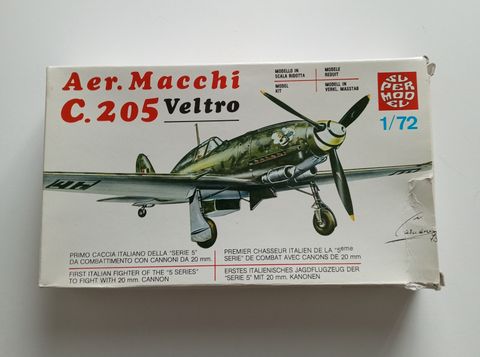 Aer. Macchi
C.205 Veltro
MODELLO IN
SCALA RIDOTTA
MODELE
REDUIT
MODEL
KIT
MODELL IN
VERKL. MASSTAB
SUPERMODEL
1/72
PRIMO CACCIA ITALIANO DELLA "SERIE 5"
DA COMBATTIMENTO CON CANNONI DA 20 mm.
PREMIER CHASSEUR ITALIEN DE LA "5eme
SERIE" DE COMBAT AVEC CANONS DE 20 mm
FIRST ITALIAN FIGHTER OF THE "5 SERIES"
TO FIGHT WITH 20 mm. CANNON
ERSTES ITALIENISCHES JAGDFLUGZEUG DER
"SERIE 5" MIT 20 mm. KANONEN